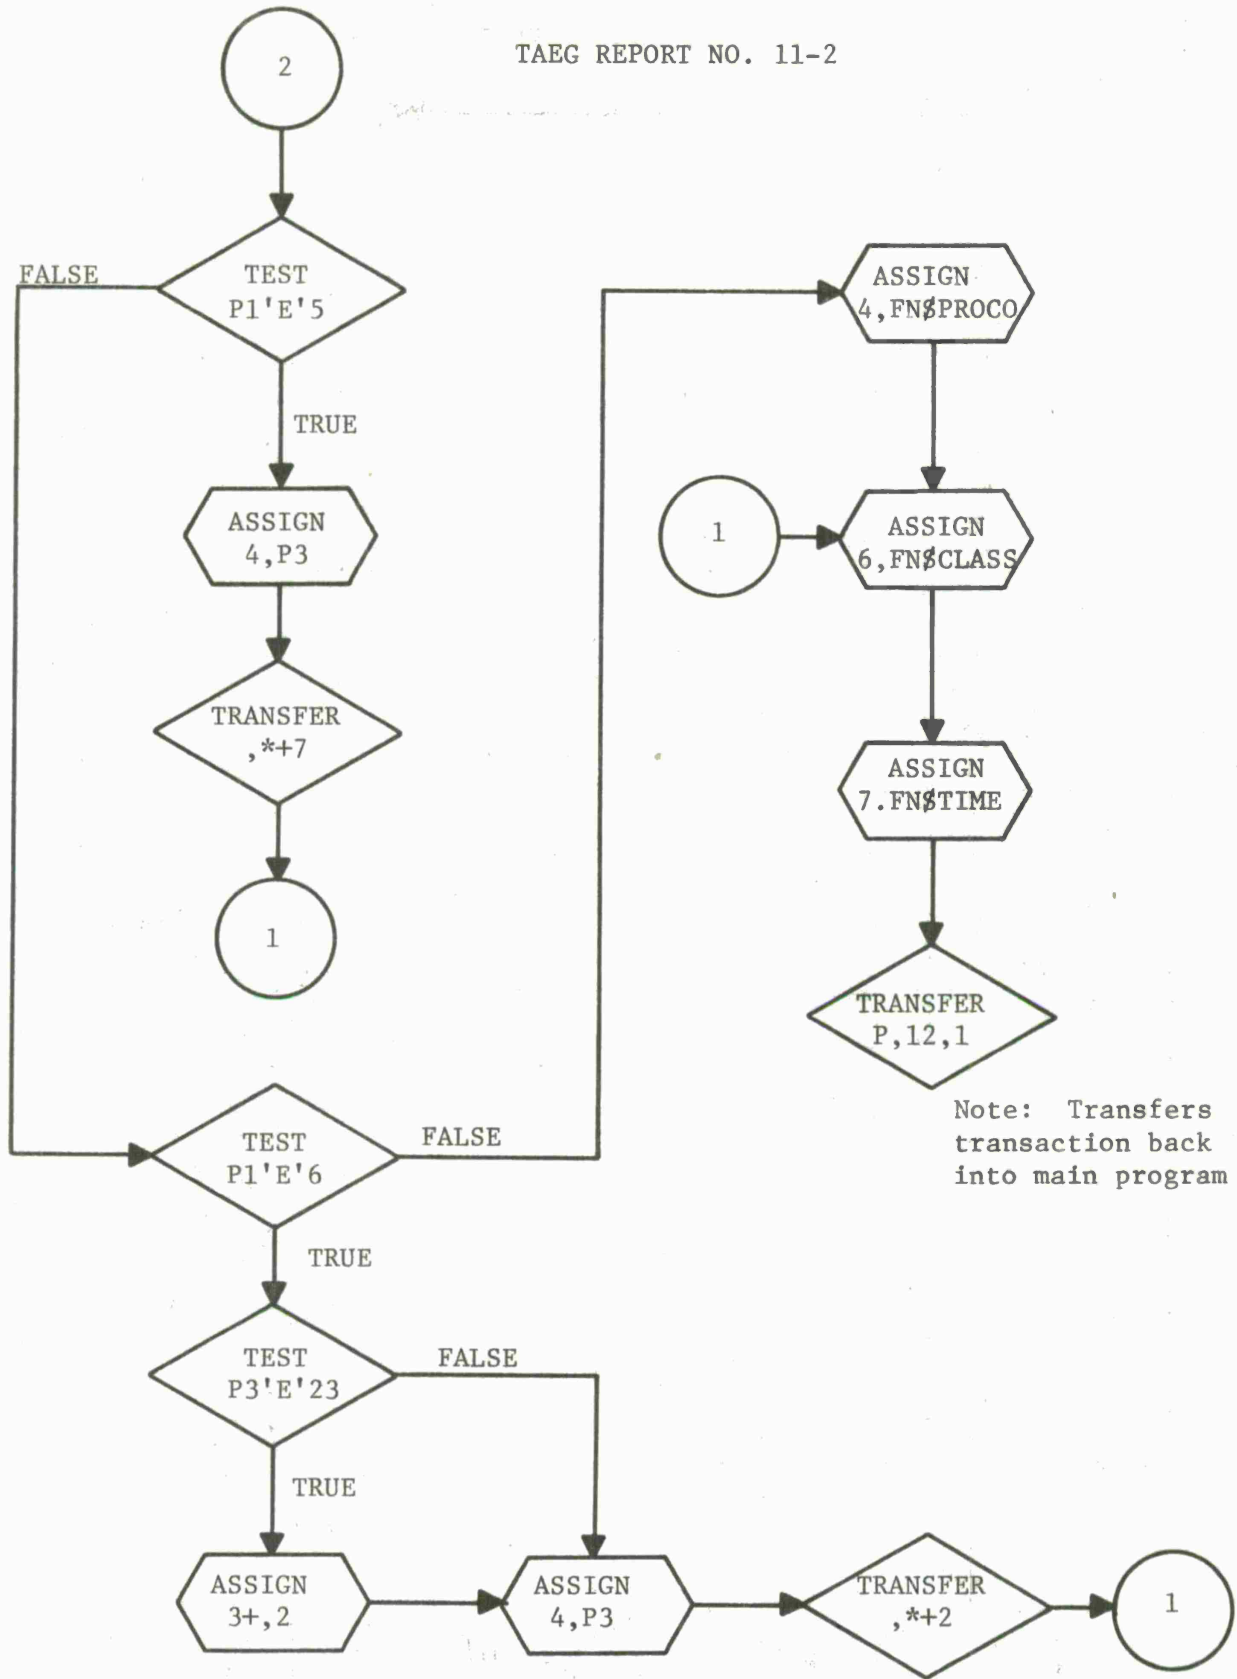 TAEG REPORT NO. 11-2
2
TEST
P1'E'5
FALSE
TRUE
ASSIGN
4,P3
TRANSFER
,*+7
1
ASSIGN
4,FN$PROCO
1
ASSIGN
6,FN$CLASS
ASSIGN
7.FN$TIME
TRANSFER
P,12,1
Note: Transfers
transaction back
into main program
TEST
P1'E'6
FALSE
TRUE
TEST
P3'E'23
FALSE
TRUE
ASSIGN
3+,2
ASSIGN
4,P3
TRANSFER
,*+2
1